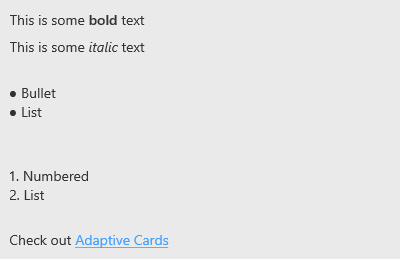 This is some bold text
This is some italic text
● Bullet
● List
1. Numbered
2. List
Check out Adaptive Cards